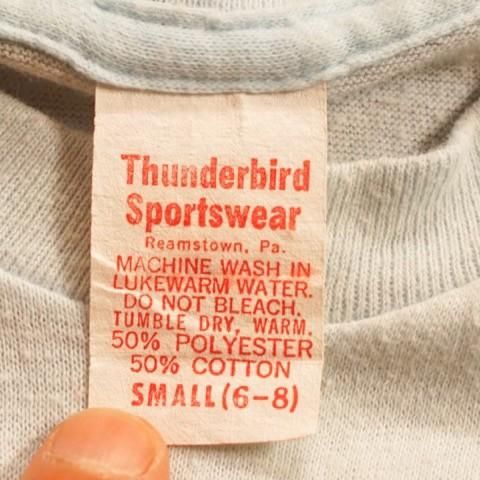 Thunderbird
Sportswear
Reamstown, Pa.
MACHINE WASH IN
LUKEWARM WATER.
DO NOT BLEACH.
TUMBLE DRY, WARM.
50% POLYESTER
50% COTTON
SMALL (6-8)